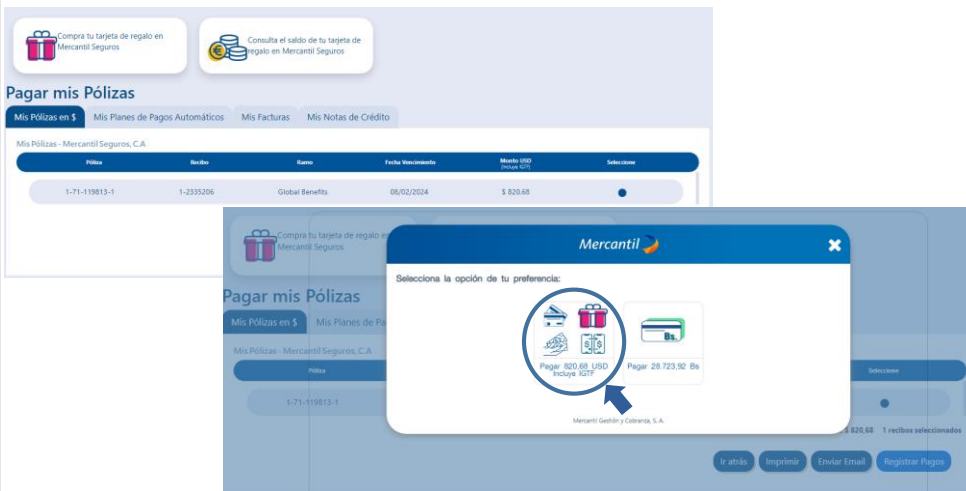 Compra tu tarjeta de regalo en
Mercantil Seguros
Consulta el saldo de tu tarjeta de
regalo en Mercantil Seguros
Pagar mis Pólizas
Mis Pólizas en $
Mis Planes de Pagos Automáticos
Mis Facturas
Mis Notas de Crédito
Mis Pólizas - Mercantil Seguros, C.A
Póliza
Recibo
Ramo
Fecha Vencimiento
Monto USD
(Incluye IGTF)
Seleccione
1-71-119813-1
1-2335206
Global Benefits
08/02/2024
$ 820.68
Compra tu tarjeta de regalo en
Mercantil Seguros
Pagar mis Pólizas
Mis Pólizas en $
Mis Planes de Pa
Mis Pólizas - Mercantil Seguros, C.A
Póliza
Seleccione
1-71-119813-1
Mercantil
Selecciona la opción de tu preferencia:
Bs.
Pagar 820,68 USD
Incluye IGTF
Pagar 28.723,92 Bs
Mercantil Gestión y Cobranza, S. A.
$ 820,68 1 recibos seleccionados
Ir atrás
Imprimir
Enviar Email
Registrar Pagos